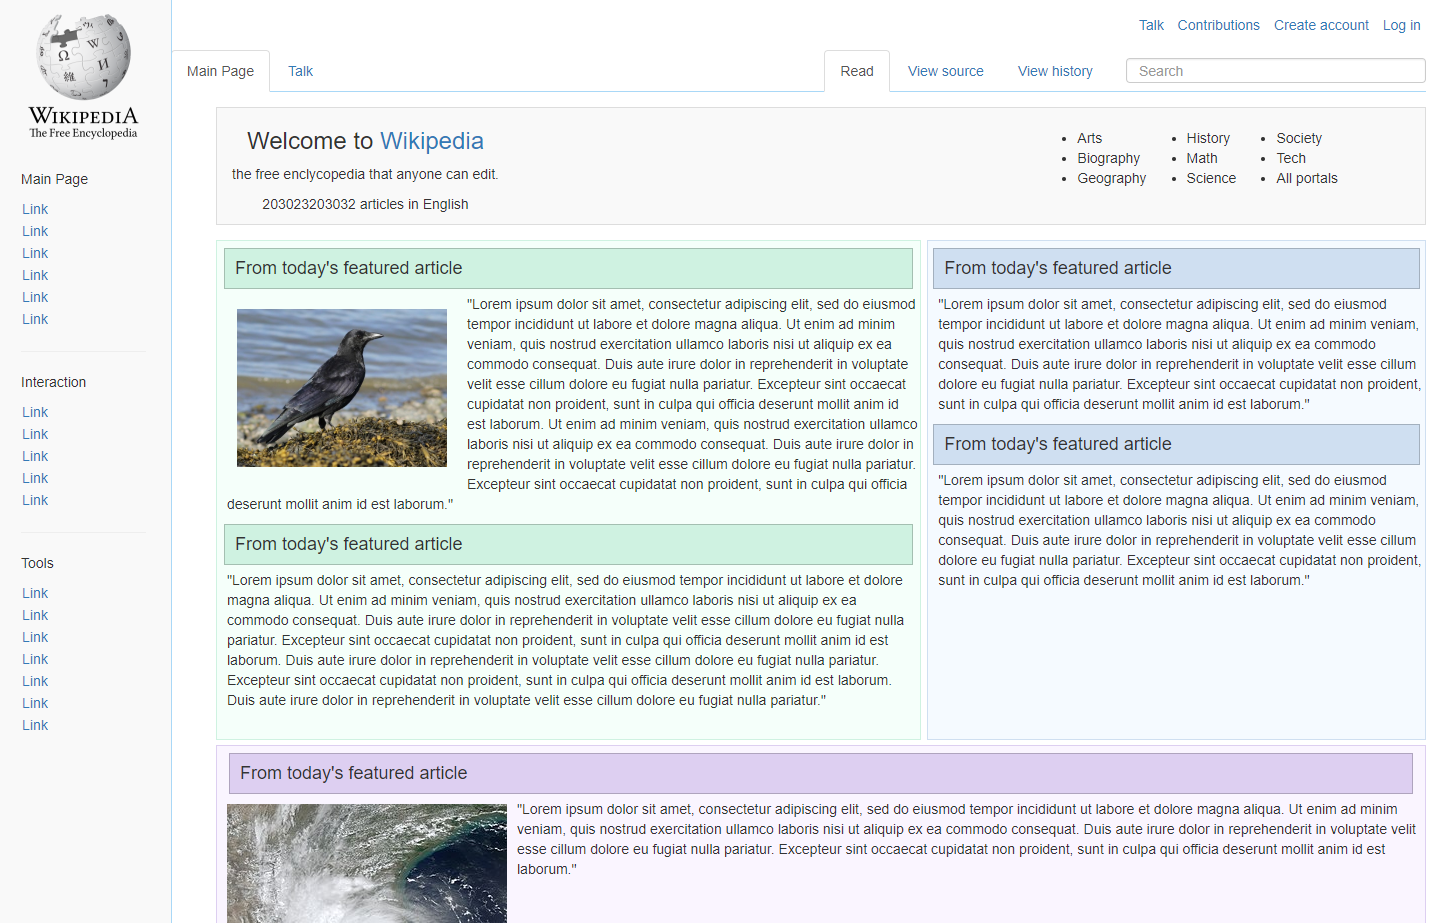 WIKIPEDIA
The Free Encyclopedia
Main Page
Link
Link
Link
Link
Link
Link
Interaction
Link
Link
Link
Link
Link
Tools
Link
Link
Link
Link
Link
Link
Link
Talk Contributions Create account Log in
Main Page Talk Read View source View history Search
Welcome to Wikipedia
the free enclycopedia that anyone can edit.
203023203032 articles in English
Arts
Biography
Geography
History
Math
Science
Society
Tech
All portals
From today's featured article
"Lorem ipsum dolor sit amet, consectetur adipiscing elit, sed do eiusmod
tempor incididunt ut labore et dolore magna aliqua. Ut enim ad minim
veniam, quis nostrud exercitation ullamco laboris nisi ut aliquip ex ea
commodo consequat. Duis aute irure dolor in reprehenderit in voluptate
velit esse cillum dolore eu fugiat nulla pariatur. Excepteur sint occaecat
cupidatat non proident, sunt in culpa qui officia deserunt mollit anim id
est laborum. Ut enim ad minim veniam, quis nostrud exercitation ullamco
laboris nisi ut aliquip ex ea commodo consequat. Duis aute irure dolor in
reprehenderit in voluptate velit esse cillum dolore eu fugiat nulla pariatur.
Excepteur sint occaecat cupidatat non proident, sunt in culpa qui officia
deserunt mollit anim id est laborum."
From today's featured article
"Lorem ipsum dolor sit amet, consectetur adipiscing elit, sed do eiusmod tempor incididunt ut labore et dolore
magna aliqua. Ut enim ad minim veniam, quis nostrud exercitation ullamco laboris nisi ut aliquip ex ea
commodo consequat. Duis aute irure dolor in reprehenderit in voluptate velit esse cillum dolore eu fugiat nulla
pariatur. Excepteur sint occaecat cupidatat non proident, sunt in culpa qui officia deserunt mollit anim id est
laborum. Duis aute irure dolor in reprehenderit in voluptate velit esse cillum dolore eu fugiat nulla pariatur.
Excepteur sint occaecat cupidatat non proident, sunt in culpa qui officia deserunt mollit anim id est laborum.
Duis aute irure dolor in reprehenderit in voluptate velit esse cillum dolore eu fugiat nulla pariatur."
From today's featured article
"Lorem ipsum dolor sit amet, consectetur adipiscing elit, sed do eiusmod
tempor incididunt ut labore et dolore magna aliqua. Ut enim ad minim veniam,
quis nostrud exercitation ullamco laboris nisi ut aliquip ex ea commodo
consequat. Duis aute irure dolor in reprehenderit in voluptate velit esse cillum
dolore eu fugiat nulla pariatur. Excepteur sint occaecat cupidatat non proident,
sunt in culpa qui officia deserunt mollit anim id est laborum."
From today's featured article
"Lorem ipsum dolor sit amet, consectetur adipiscing elit, sed do eiusmod
tempor incididunt ut labore et dolore magna aliqua. Ut enim ad minim veniam,
quis nostrud exercitation ullamco laboris nisi ut aliquip ex ea commodo
consequat. Duis aute irure dolor in reprehenderit in voluptate velit esse cillum
dolore eu fugiat nulla pariatur. Excepteur sint occaecat cupidatat non proident,
sunt in culpa qui officia deserunt mollit anim id est laborum."
From today's featured article
"Lorem ipsum dolor sit amet, consectetur adipiscing elit, sed do eiusmod tempor incididunt ut labore et dolore magna aliqua. Ut enim ad minim
veniam, quis nostrud exercitation ullamco laboris nisi ut aliquip ex ea commodo consequat. Duis aute irure dolor in reprehenderit in voluptate velit
esse cillum dolore eu fugiat nulla pariatur. Excepteur sint occaecat cupidatat non proident, sunt in culpa qui officia deserunt mollit anim id est
laborum."